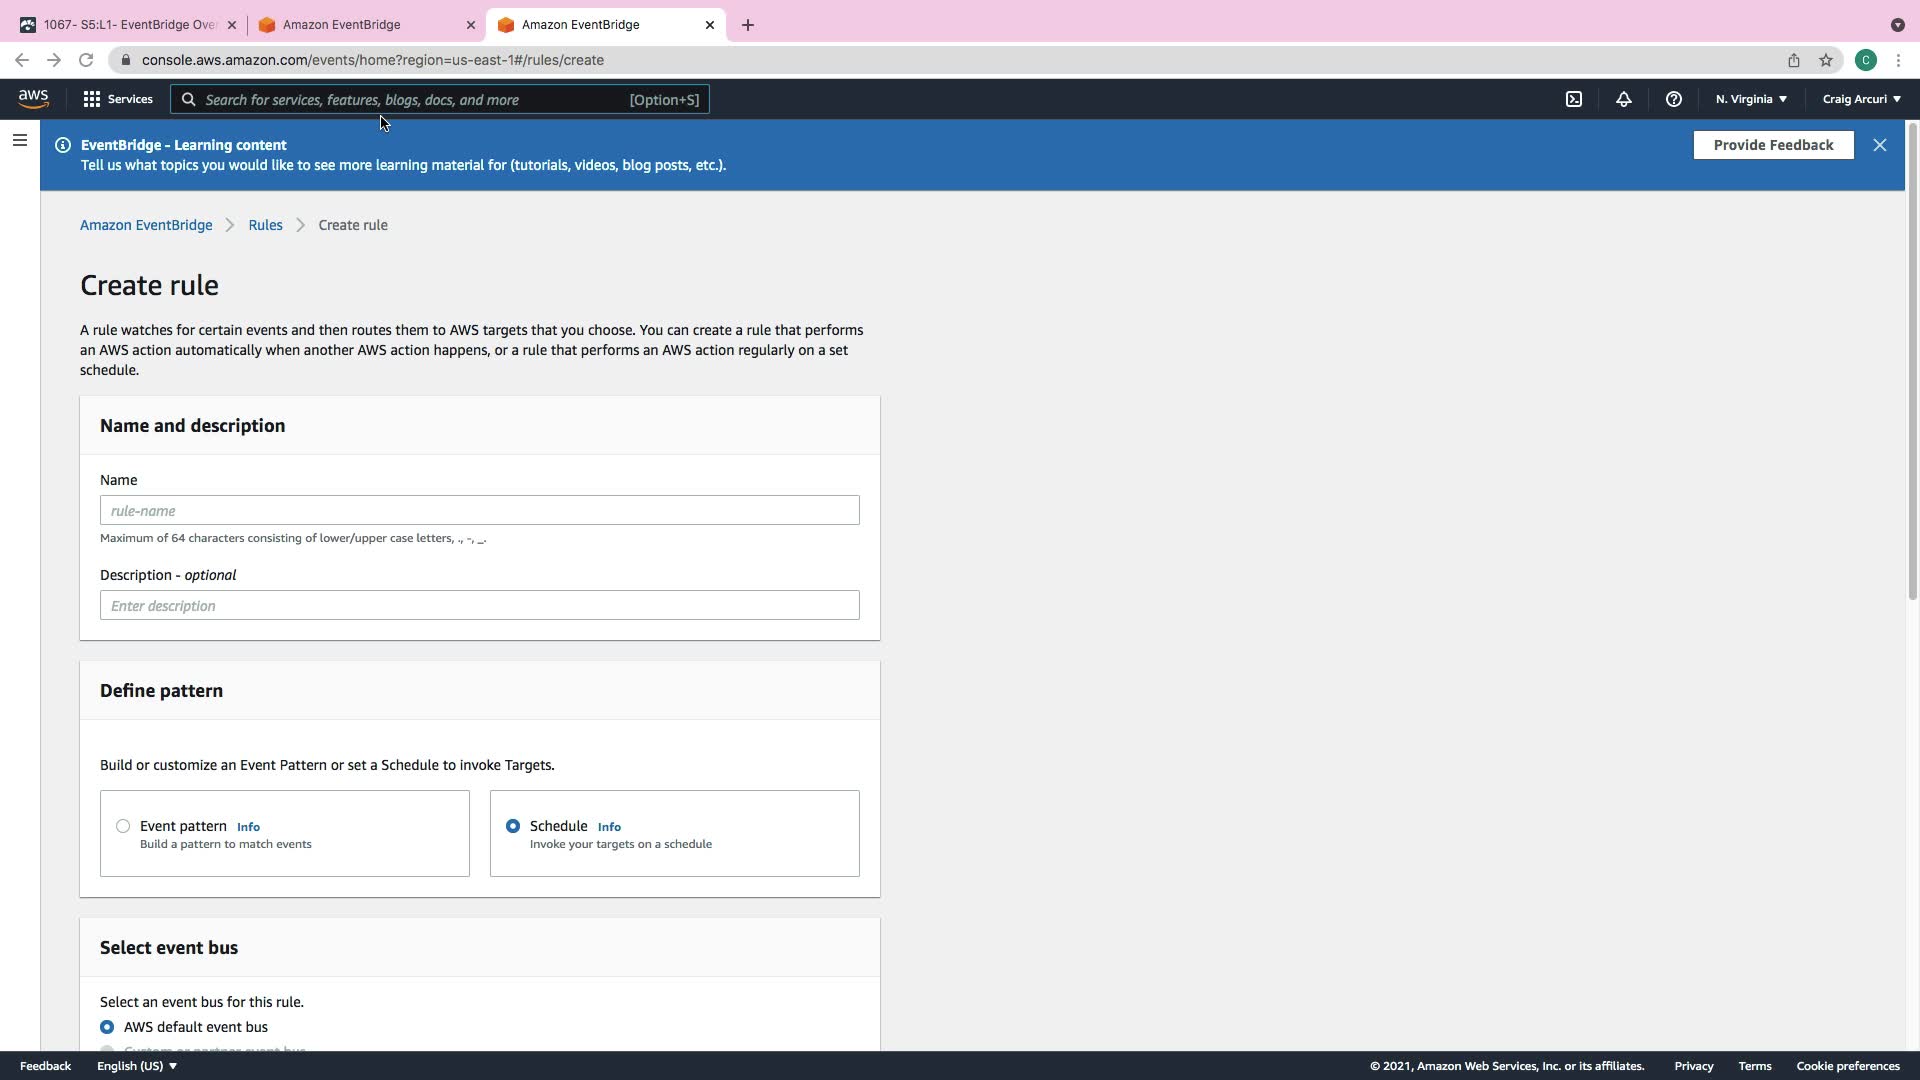 1067- S5:L1- EventBridge Over
Amazon EventBridge
Amazon EventBridge
console.aws.amazon.com/events/home?region=us-east-1#/rules/create
C
aws
Services
Search for services, features, blogs, docs, and more
[Option+S]
N. Virginia
Craig Arcuri
EventBridge - Learning content
Tell us what topics you would like to see more learning material for (tutorials, videos, blog posts, etc.).
Provide Feedback
Amazon EventBridge
Rules
Create rule
Create rule
A rule watches for certain events and then routes them to AWS targets that you choose. You can create a rule that performs
an AWS action automatically when another AWS action happens, or a rule that performs an AWS action regularly on a set
schedule.
Name and description
Name
rule-name
Maximum of 64 characters consisting of lower/upper case letters, ., -, _.
Description - optional
Enter description
Define pattern
Build or customize an Event Pattern or set a Schedule to invoke Targets.
Event pattern Info
Build a pattern to match events
Schedule Info
Invoke your targets on a schedule
Select event bus
Select an event bus for this rule.
AWS default event bus
Custom or partner event bus
Feedback
English (US)
© 2021, Amazon Web Services, Inc. or its affiliates.
Privacy
Terms
Cookie preferences